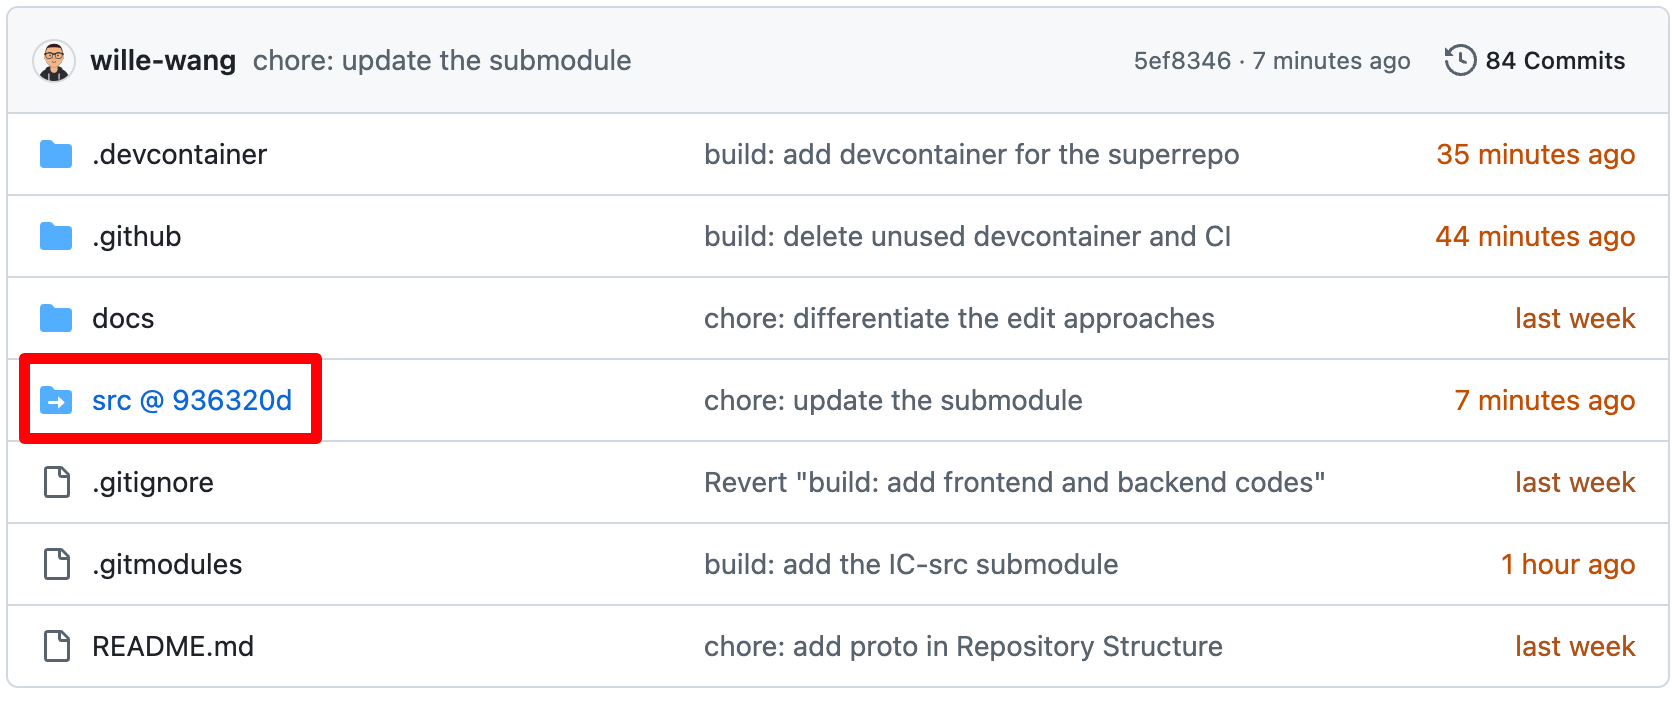 wille-wang chore: update the submodule 5ef8346 · 7 minutes ago 84 Commits
.devcontainer build: add devcontainer for the superrepo 35 minutes ago
.github build: delete unused devcontainer and CI 44 minutes ago
docs chore: differentiate the edit approaches last week
src @ 936320d chore: update the submodule 7 minutes ago
.gitignore Revert "build: add frontend and backend codes" last week
.gitmodules build: add the IC-src submodule 1 hour ago
README.md chore: add proto in Repository Structure last week